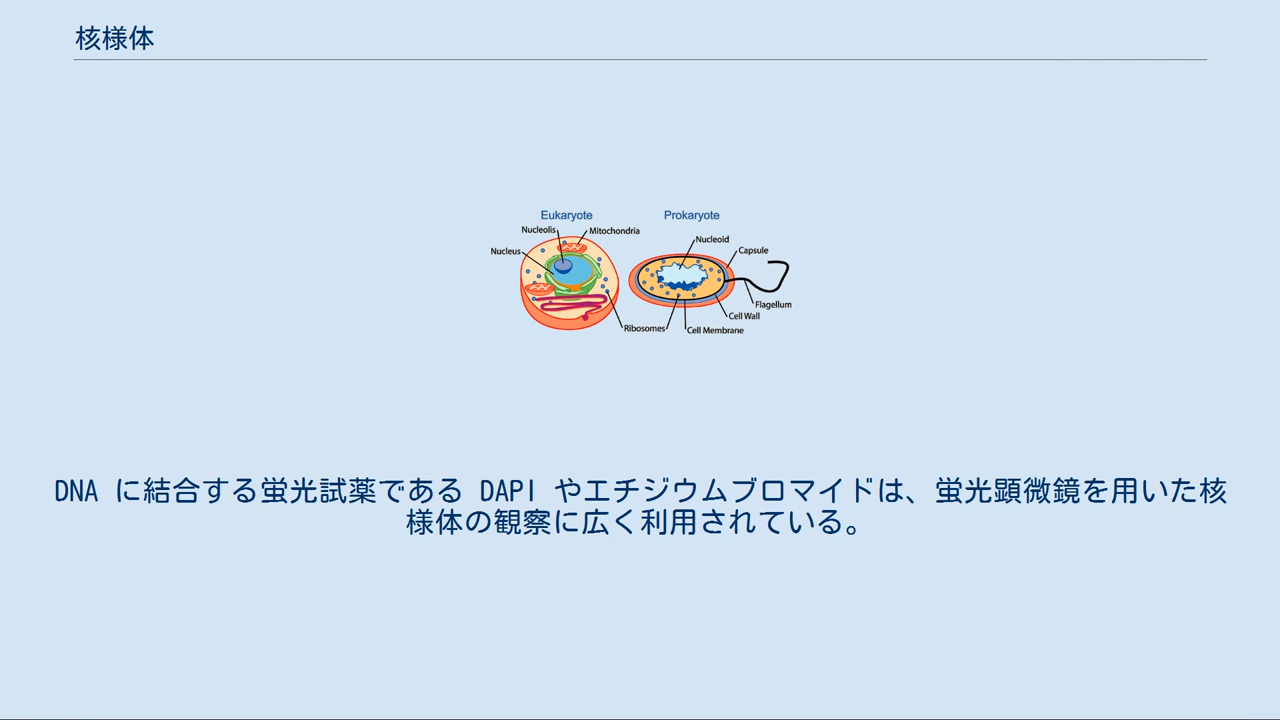 核様体
Eukaryote
Prokaryote
Nucleolis
Mitochondria
Nucleus
Nucleoid
Capsule
Flagellum
Cell Wall
Ribosomes
Cell Membrane
DNA に結合する蛍光試薬である DAPI やエチジウムブロマイドは、蛍光顕微鏡を用いた核
様体の観察に広く利用されている。